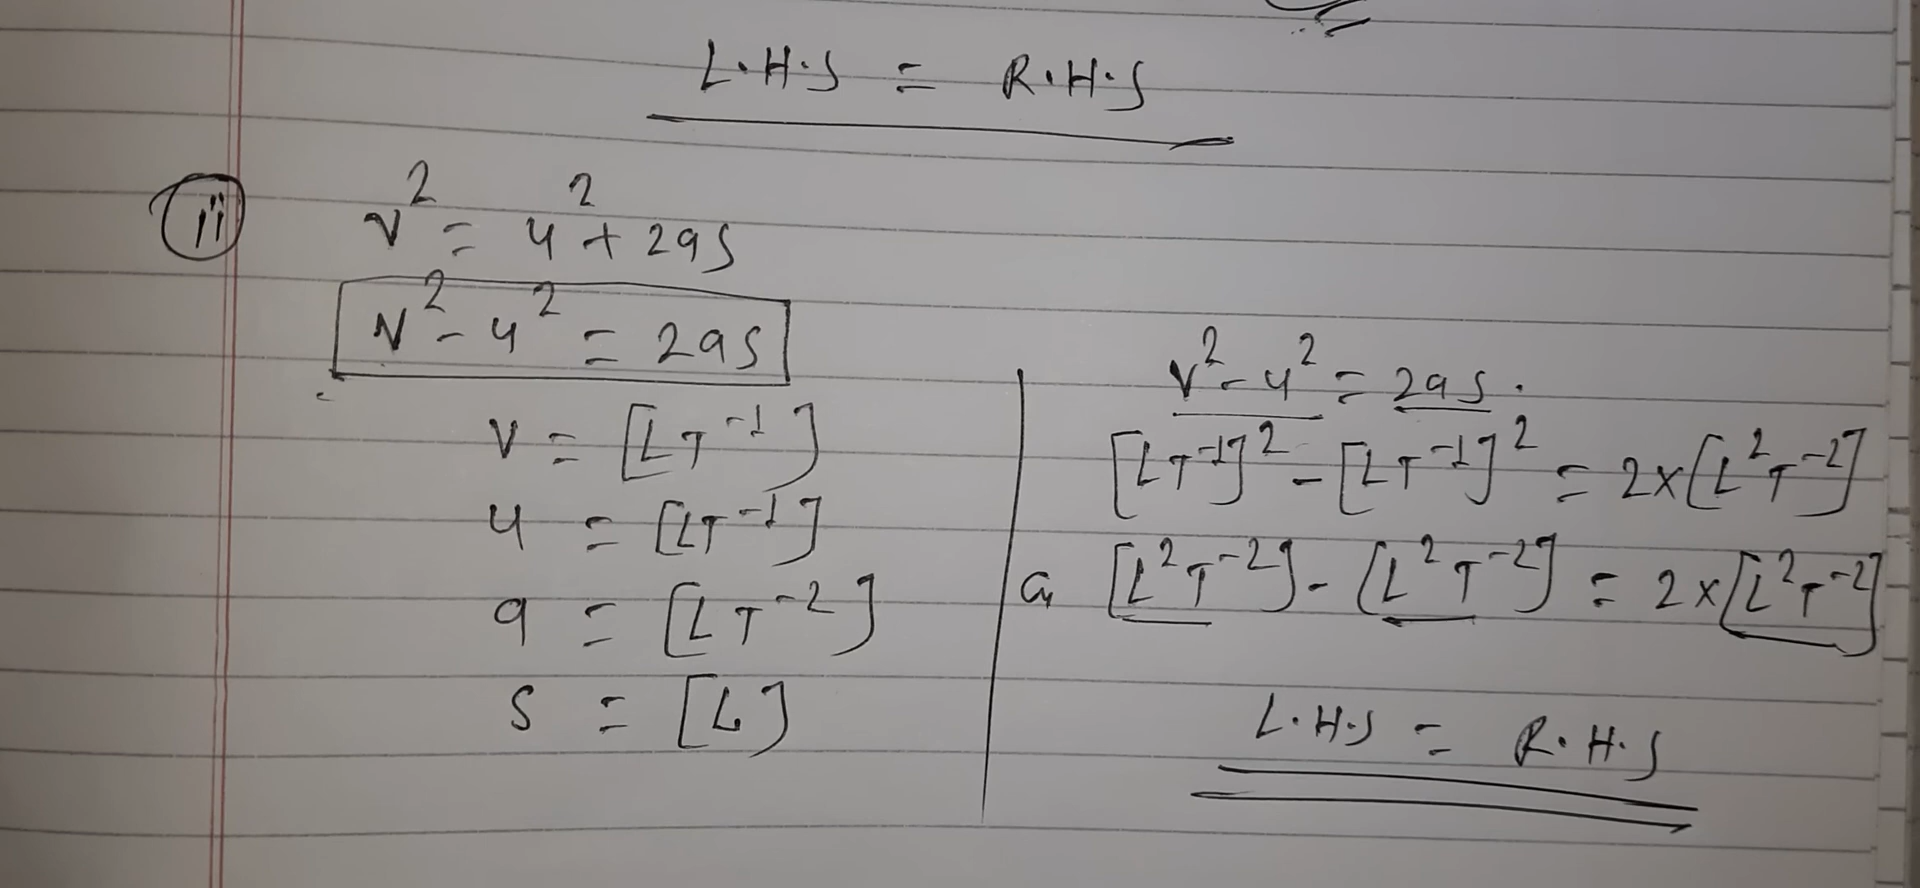 L.H.S = R.H.S
ii v² = u² + 2as
v² - u² = 2as
v = [LT⁻¹]
u = [LT⁻¹]
a = [LT⁻²]
s = [L]
v² - u² = 2as.
[LT⁻¹]² - [LT⁻¹]² = 2×[L²T⁻²]
[L²T⁻²] - [L²T⁻²] = 2×[L²T⁻²]
L.H.S = R.H.S